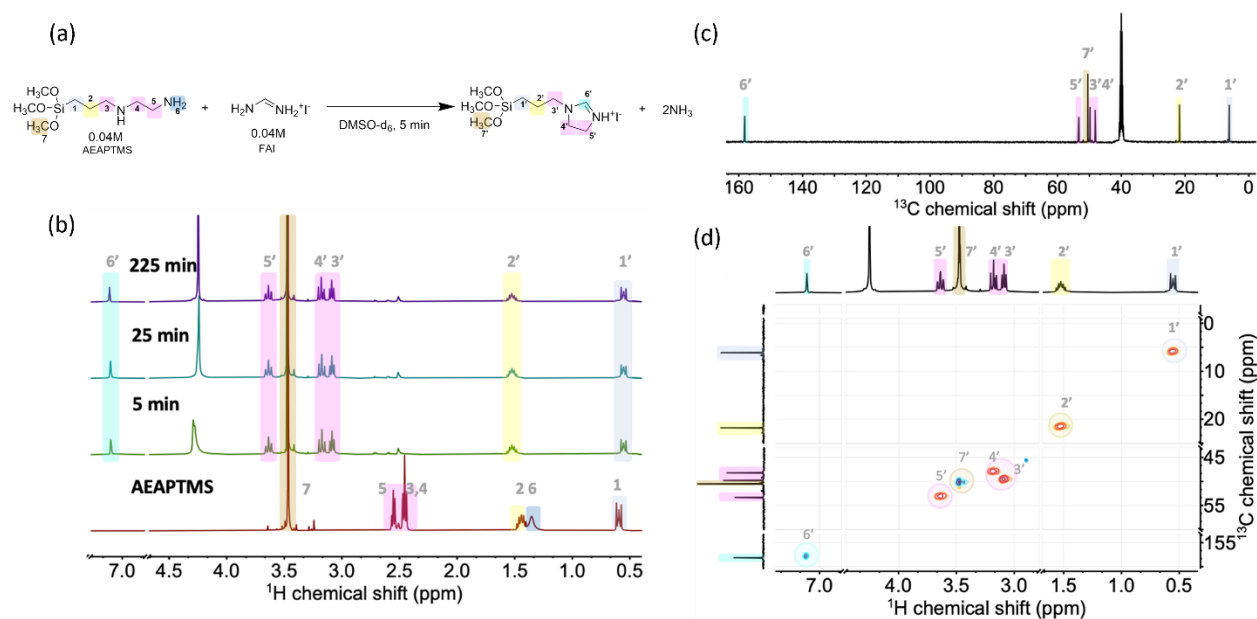 (a)
H₃CO
H₃CO
H₃CO
Si
1
2
3
N
H
4
5
NH₂
6
7
0.04M
AEAPTMS
+
H₂N
NH₂⁺I⁻
0.04M
FAI
DMSO-d₆, 5 min
H₃CO
H₃CO
H₃CO
Si
1'
2'
3'
N
6'
NH⁺I⁻
4'
5'
7'
+ 2NH₃
(b)
6'
5'
4' 3'
2'
1'
225 min
25 min
5 min
AEAPTMS
7
5
3,4
2 6
1
7.0 4.5 4.0 3.5 3.0 2.5 2.0 1.5 1.0 0.5
¹H chemical shift (ppm)
(c)
6'
7'
5' 3'4'
2'
1'
160 140 120 100 80 60 40 20 0
¹³C chemical shift (ppm)
(d)
6'
5'
7'
4' 3'
2'
1'
1'
0
10
2'
20
45
5'
7'
4'
3'
55
6'
155
7.0 4.0 3.5 3.0 1.5 1.0 0.5
¹H chemical shift (ppm)
¹³C chemical shift (ppm)